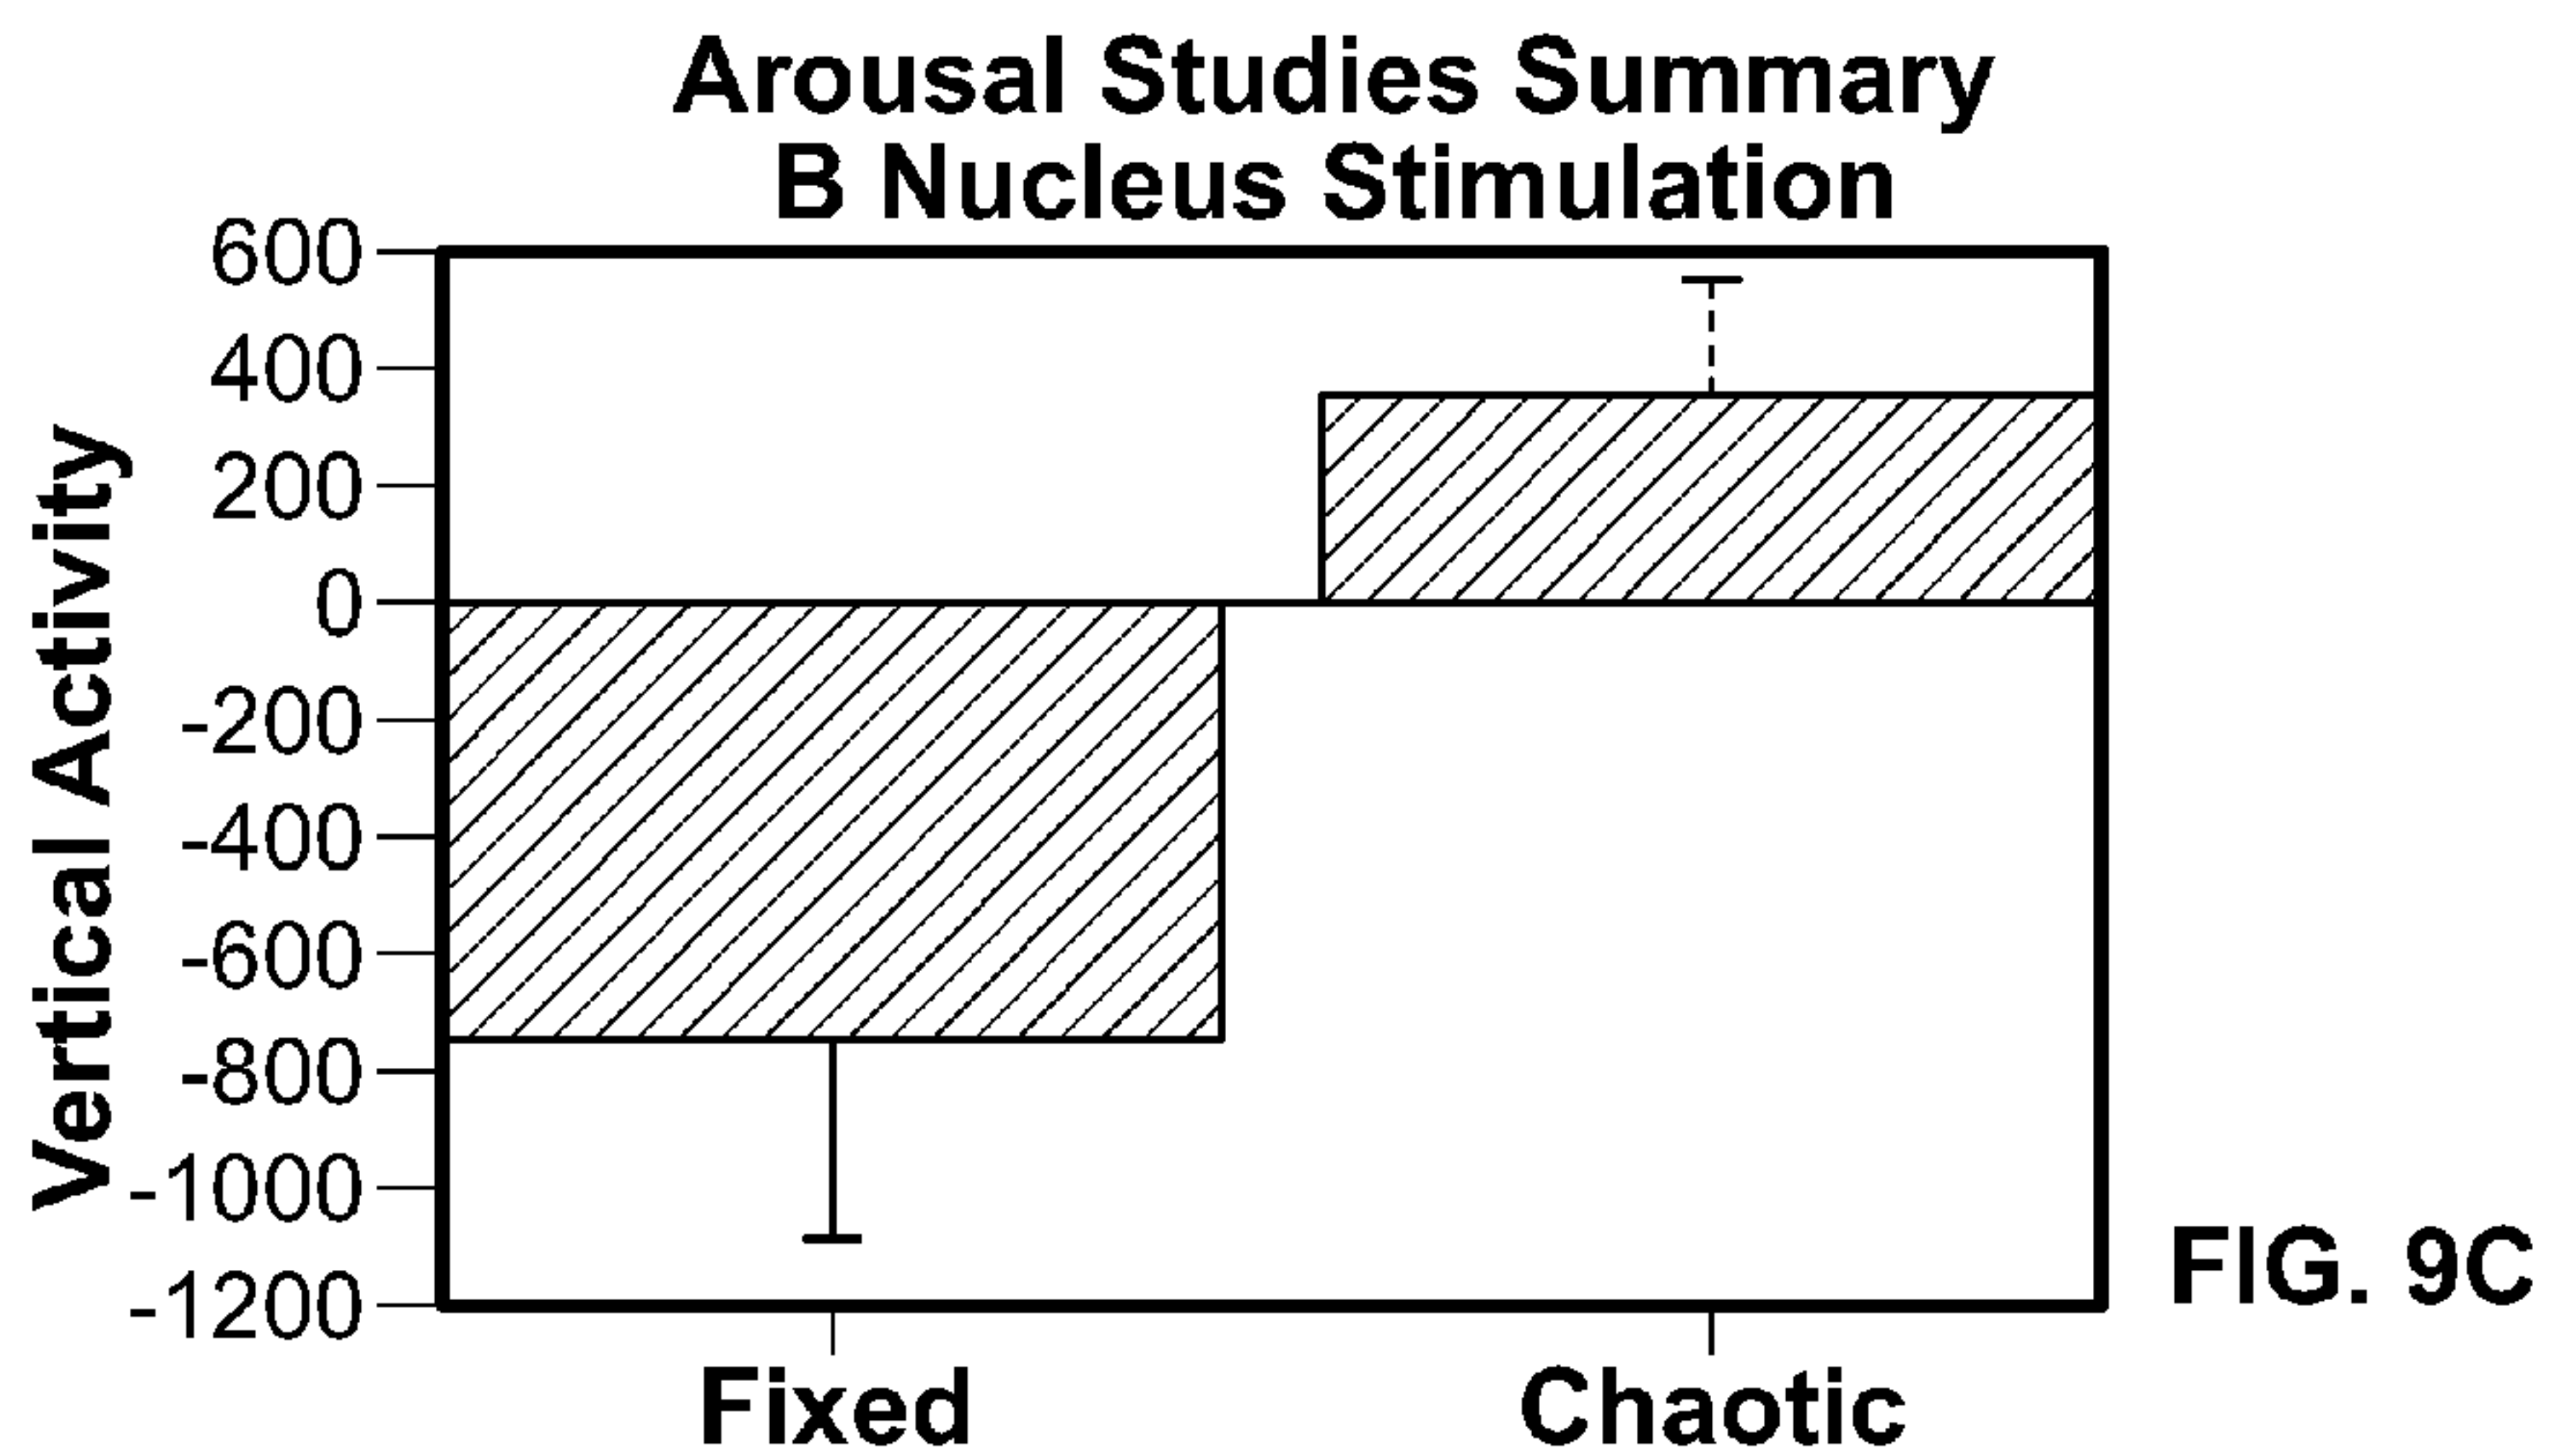 Arousal Studies Summary
B Nucleus Stimulation
Vertical Activity
600
400
200
0
-200
-400
-600
-800
-1000
-1200
Fixed
Chaotic
FIG. 9C